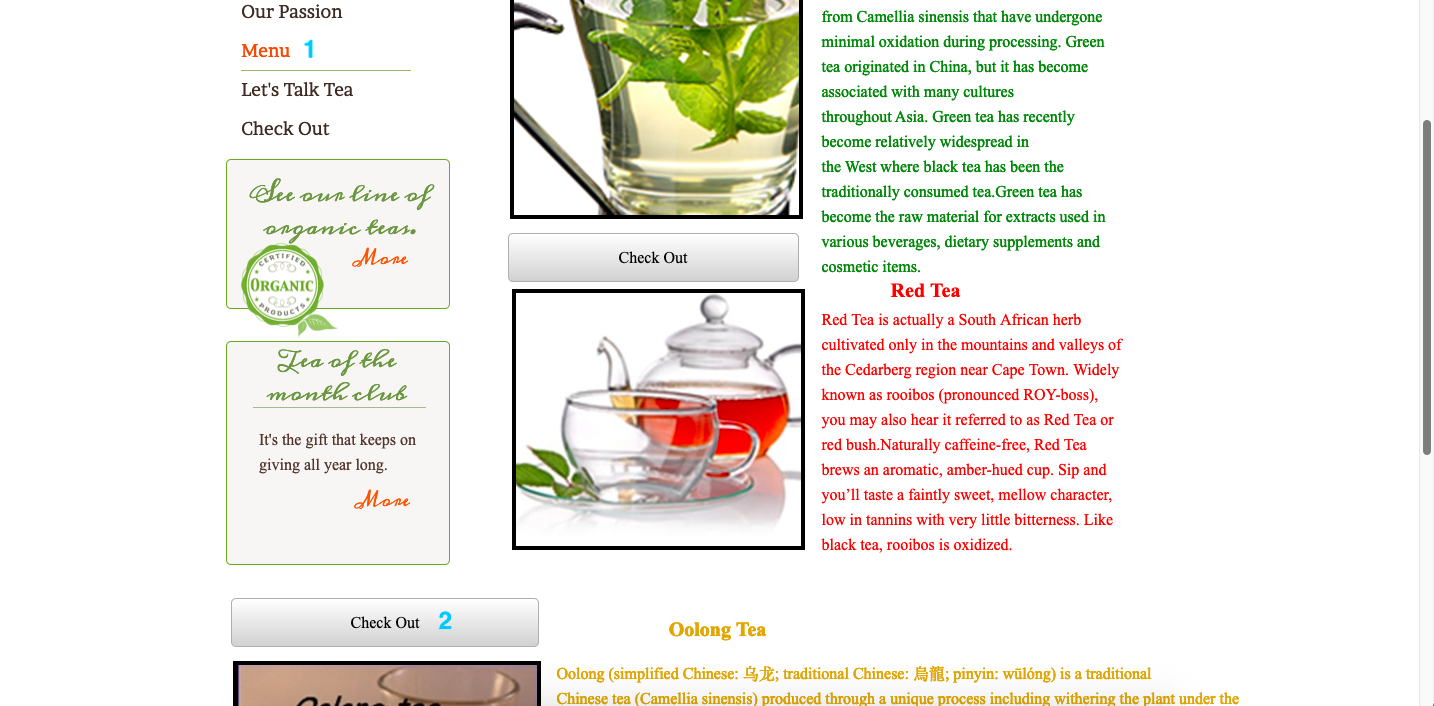 Our Passion
Menu 1
Let's Talk Tea
Check Out
See our line of
organic teas.
More
CERTIFIED
ORGANIC
PRODUCTS
Tea of the
month club
It's the gift that keeps on
giving all year long.
More
Check Out
from Camellia sinensis that have undergone
minimal oxidation during processing. Green
tea originated in China, but it has become
associated with many cultures
throughout Asia. Green tea has recently
become relatively widespread in
the West where black tea has been the
traditionally consumed tea.Green tea has
become the raw material for extracts used in
various beverages, dietary supplements and
cosmetic items.
Red Tea
Red Tea is actually a South African herb
cultivated only in the mountains and valleys of
the Cedarberg region near Cape Town. Widely
known as rooibos (pronounced ROY-boss),
you may also hear it referred to as Red Tea or
red bush.Naturally caffeine-free, Red Tea
brews an aromatic, amber-hued cup. Sip and
you’ll taste a faintly sweet, mellow character,
low in tannins with very little bitterness. Like
black tea, rooibos is oxidized.
Check Out 2
Oolong Tea
Oolong tea
Oolong (simplified Chinese: 乌龙; traditional Chinese: 烏龍; pinyin: wūlóng) is a traditional
Chinese tea (Camellia sinensis) produced through a unique process including withering the plant under the